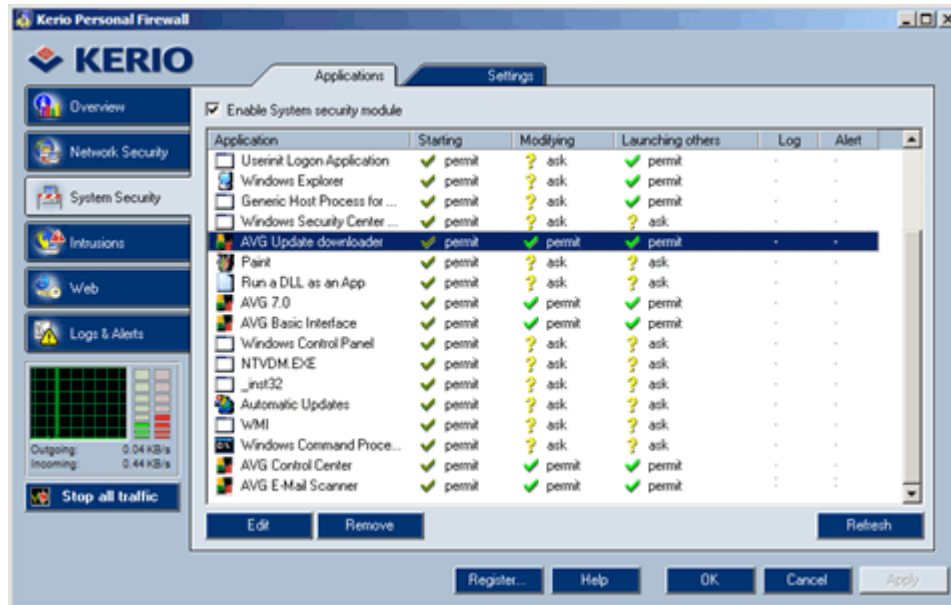 Kerio Personal Firewall
KERIO
Applications
Settings
Overview
Network Security
System Security
Intrusions
Web
Logs & Alerts
Outgoing: 0.04 KB/s
Incoming: 0.44 KB/s
Stop all traffic
Enable System security module
Application Starting Modifying Launching others Log Alert
Userinit Logon Application permit ask permit
Windows Explorer permit ask permit
Generic Host Process for ... permit ask permit
Windows Security Center ... permit ask ask
AVG Update downloader permit permit permit
Paint permit ask ask
Run a DLL as an App permit ask ask
AVG 7.0 permit permit permit
AVG Basic Interface permit permit permit
Windows Control Panel permit ask ask
NTVDM.EXE permit ask ask
_inst32 permit ask ask
Automatic Updates permit ask ask
WMI permit ask ask
Windows Command Proce... permit ask ask
AVG Control Center permit permit permit
AVG E-Mail Scanner permit permit permit
Edit
Remove
Refresh
Register...
Help
OK
Cancel
Apply